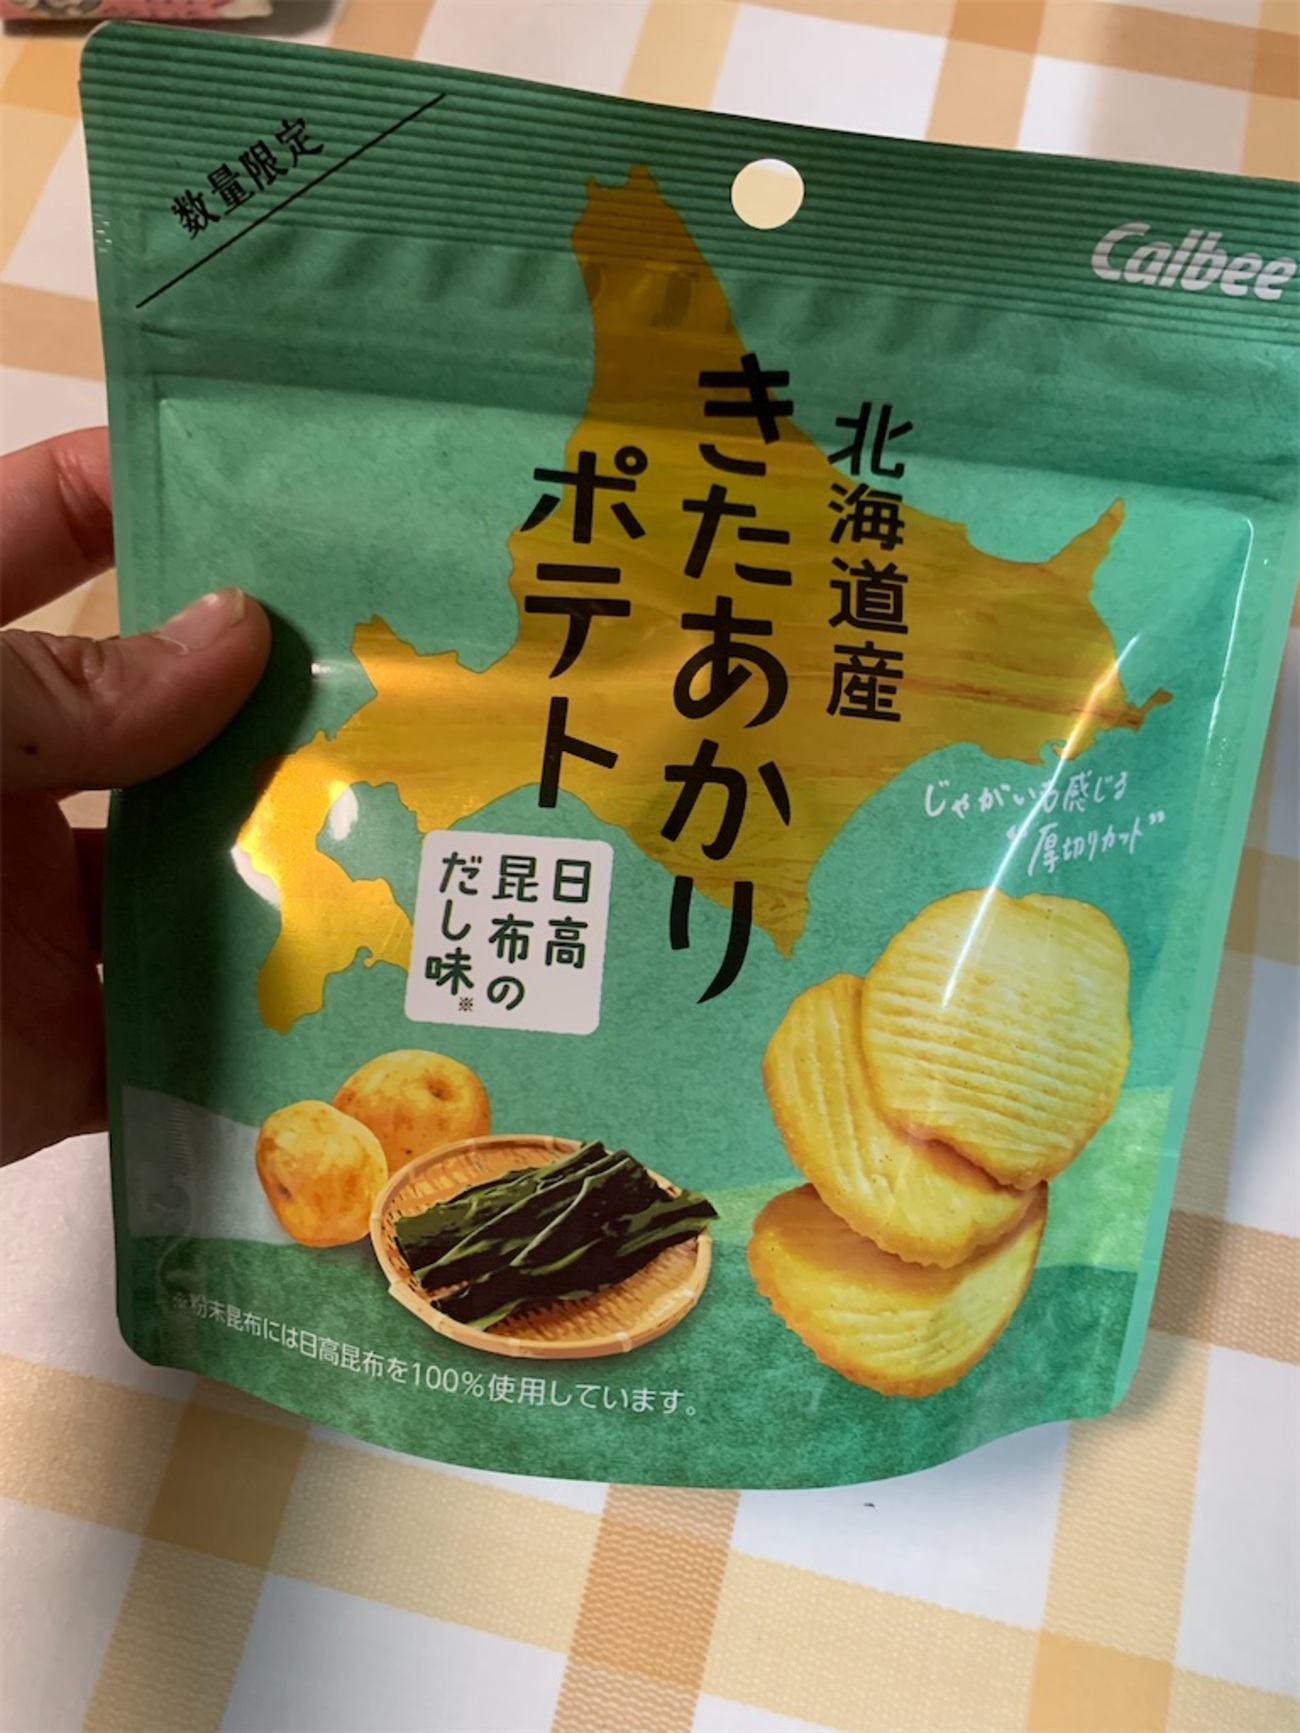 数量限定
Calbee
北海道産
きたあかり
ポテト
日高
昆布の
だし味※
じゃがいも感じる
“厚切りカット”
※粉末昆布には日高昆布を100%使用しています。